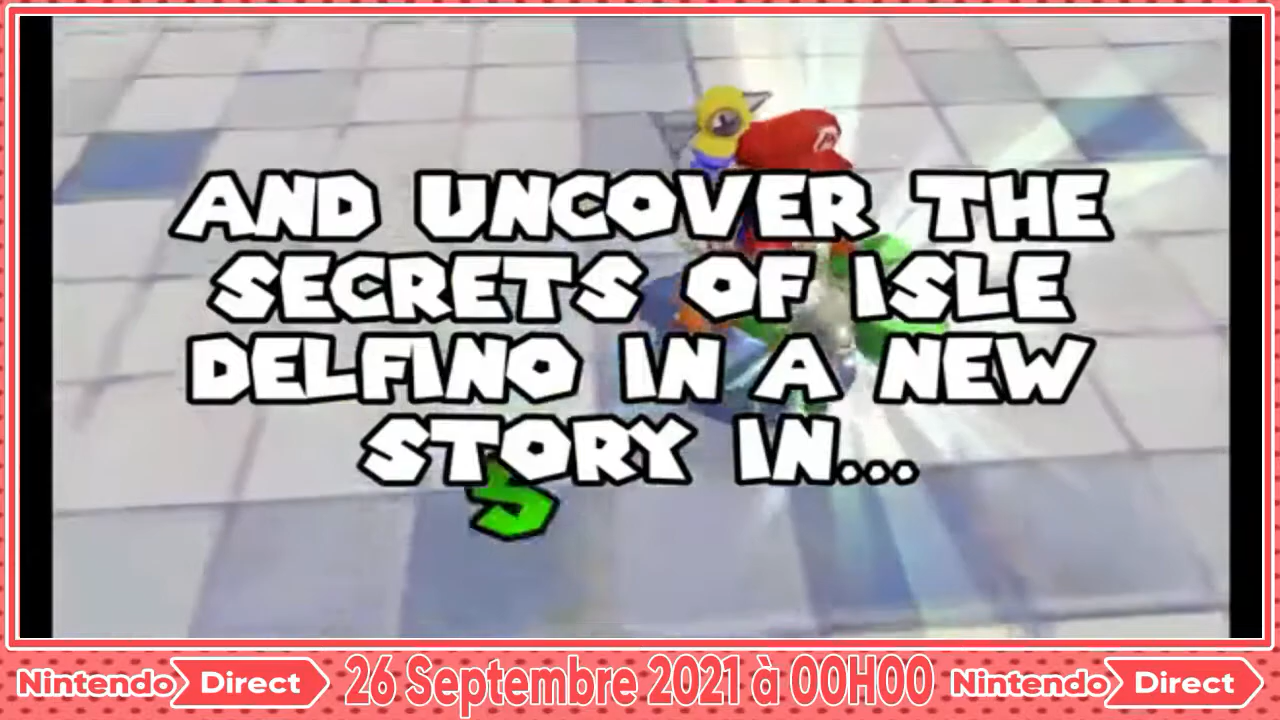 AND UNCOVER THE
SECRETS OF ISLE
DELFINO IN A NEW
STORY IN...
S
Nintendo Direct 26 Septembre 2021 à 00H00 Nintendo Direct